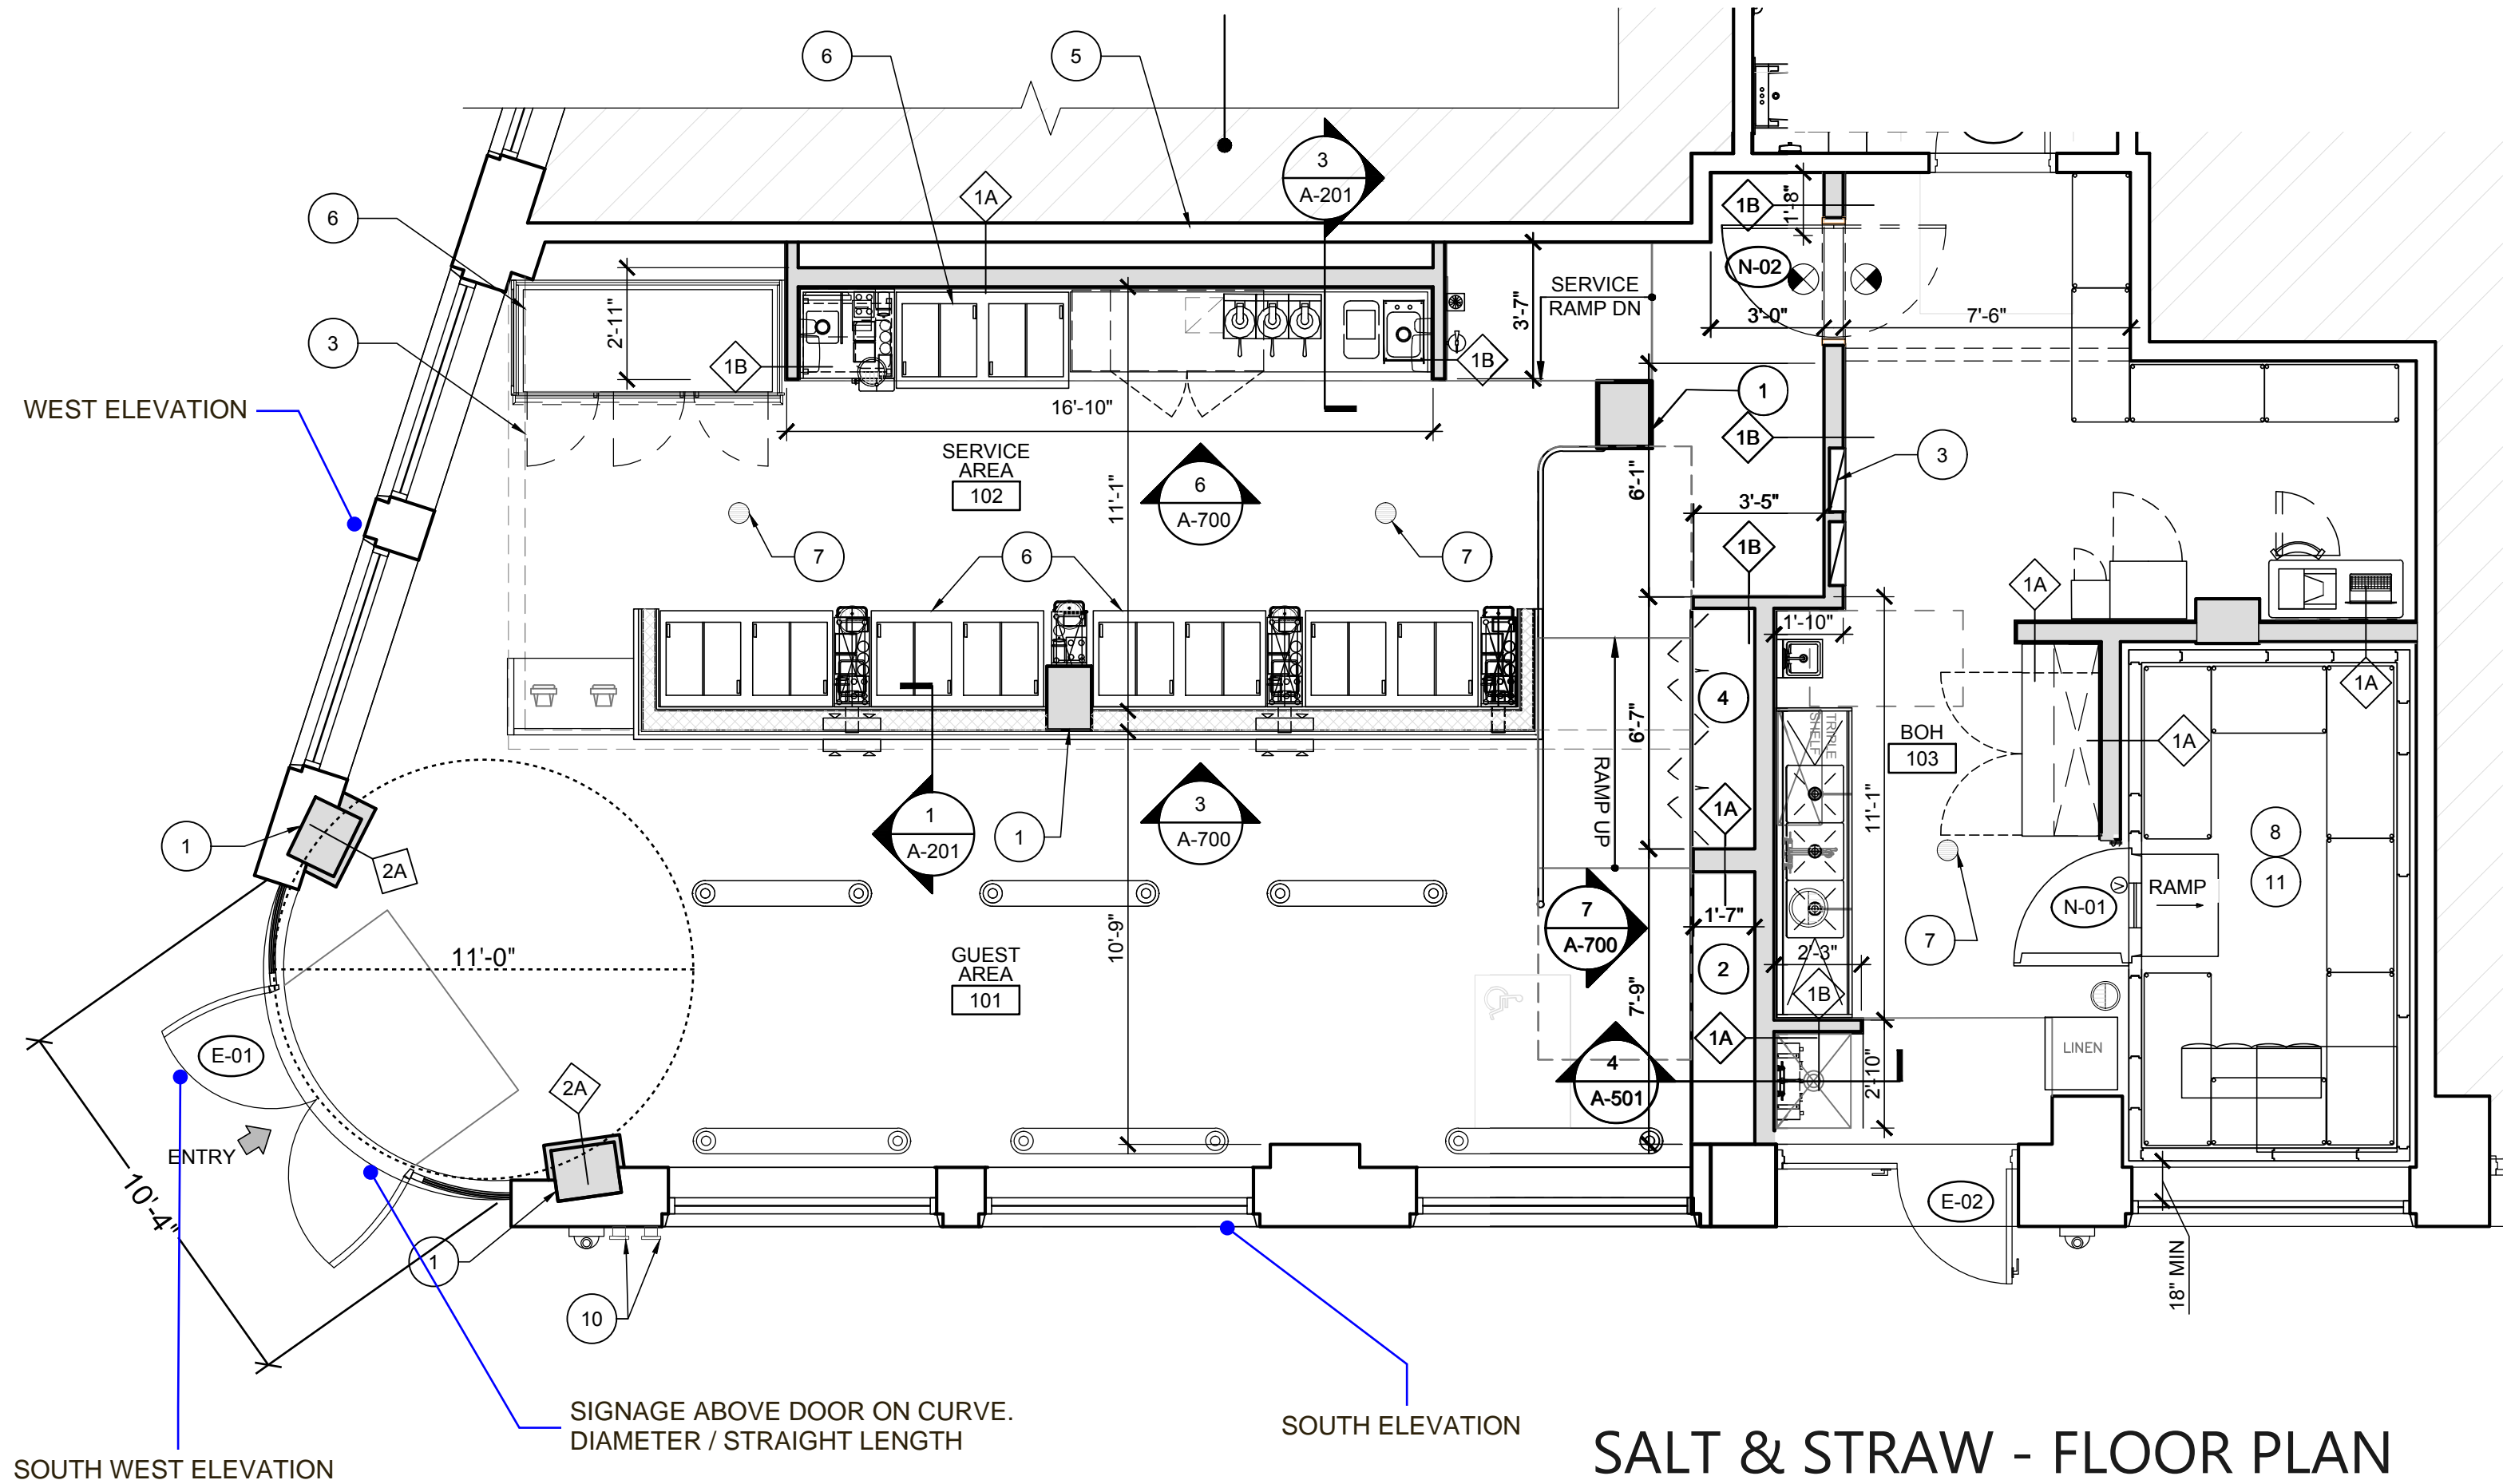 6
5
3
A-201
1A
1B
1'-8"
6
N-02
SERVICE
RAMP DN
3'-7"
2'-11"
3'-0"
7'-6"
3
1B
1B
1
WEST ELEVATION
16'-10"
1B
3
SERVICE
AREA
102
6
A-700
11'-1"
6'-1"
3'-5"
7
6
7
1B
1A
1'-10"
4
1A
TRIPLE
SHELF
BOH
103
1A
6'-7"
RAMP UP
1
2A
1
A-201
1
3
A-700
1A
11'-1"
8
11
7
A-700
1'-7"
N-01
RAMP
7
10'-9"
11'-0"
GUEST
AREA
101
2
2'-3"
1B
7'-9"
E-01
1A
LINEN
4
A-501
2'-10"
2A
ENTRY
10'-4"
E-02
1
10
18" MIN
SIGNAGE ABOVE DOOR ON CURVE.
DIAMETER / STRAIGHT LENGTH
SOUTH ELEVATION
SOUTH WEST ELEVATION
SALT & STRAW - FLOOR PLAN